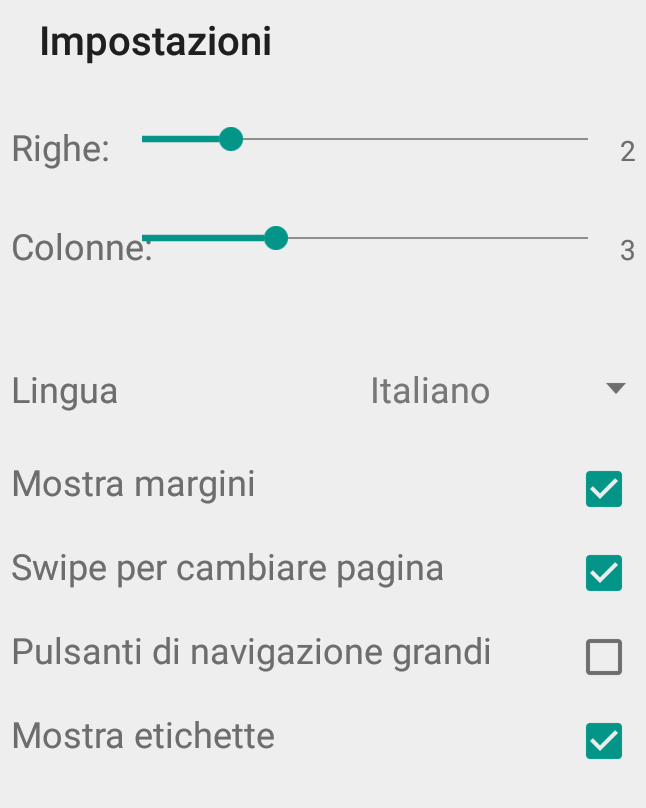 Impostazioni
Righe: 2
Colonne: 3
Lingua Italiano
Mostra margini
Swipe per cambiare pagina
Pulsanti di navigazione grandi
Mostra etichette